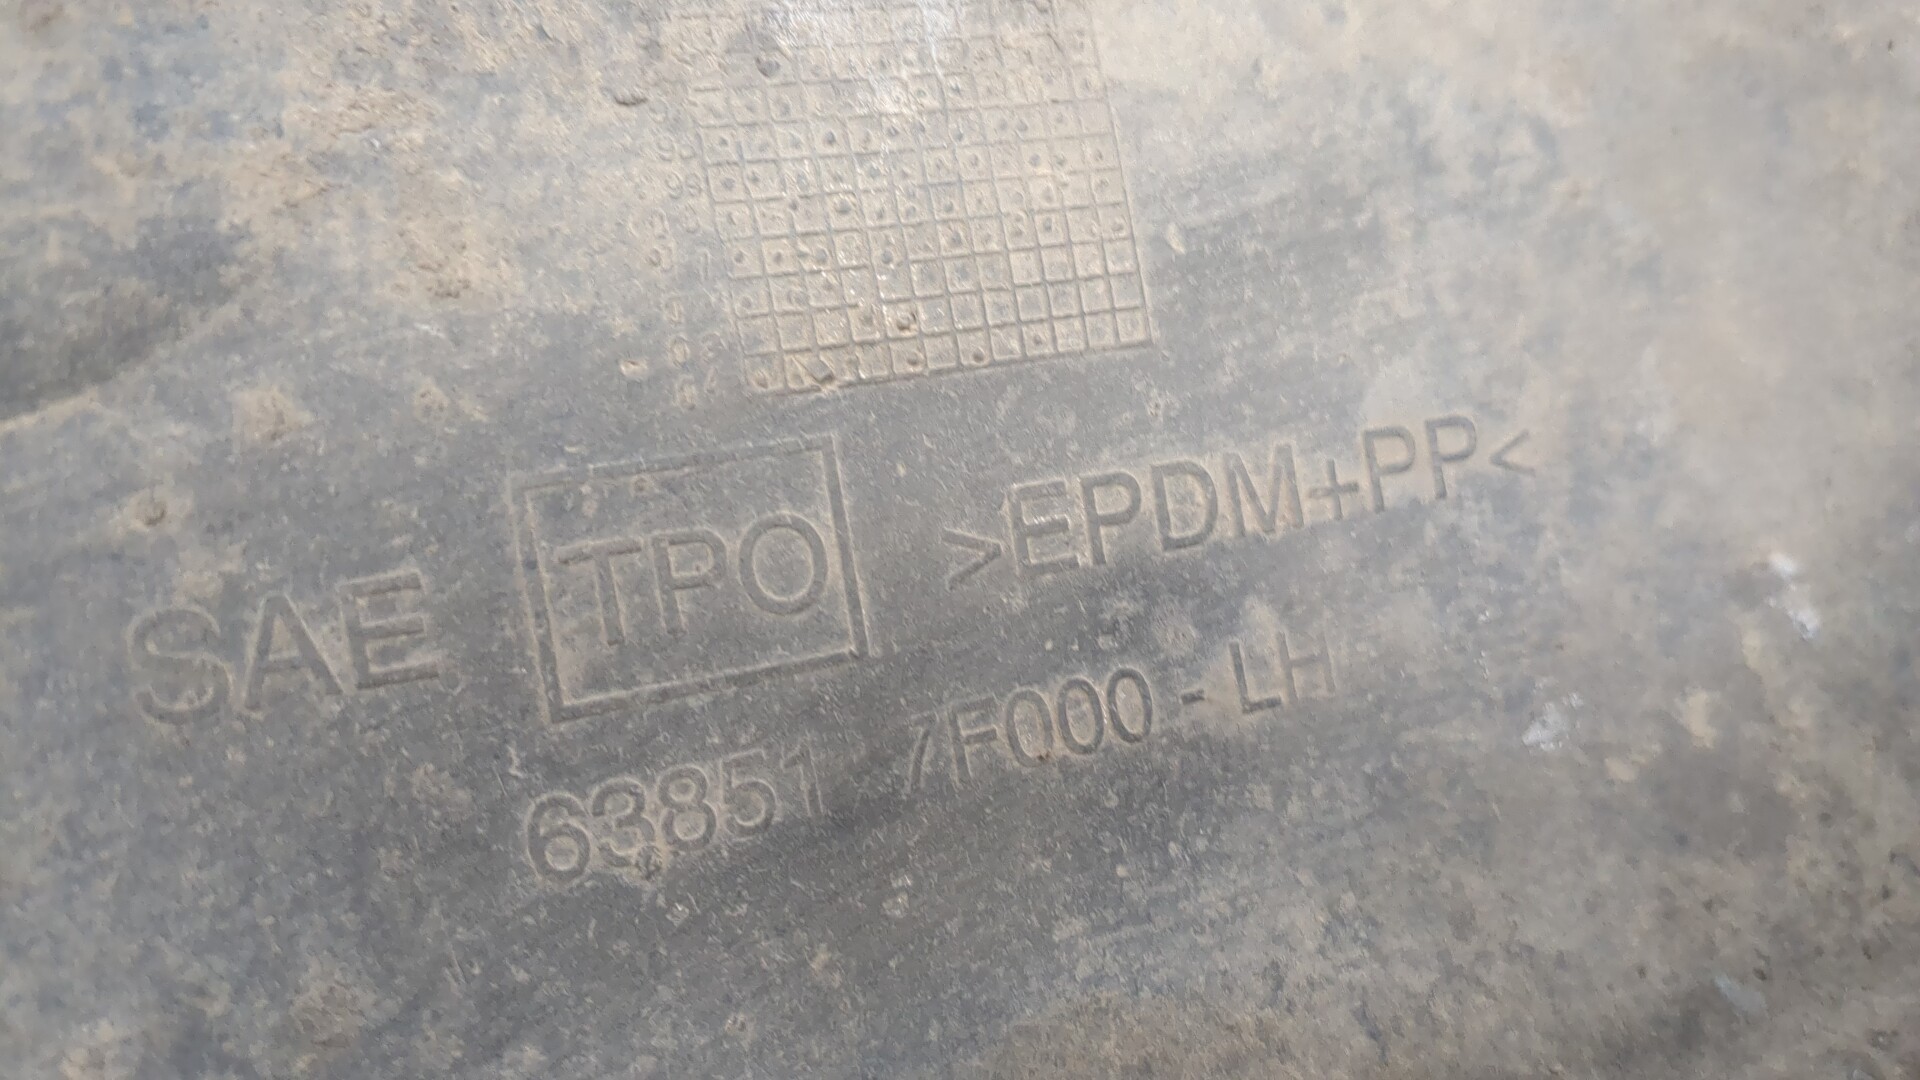 SAE TPO >EPDM+PP<
63851 7F000 - LH